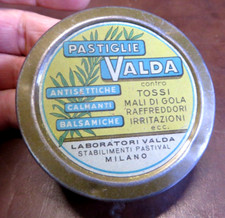 PASTIGLIE
VALDA
ANTISETTICHE
CALMANTI
BALSAMICHE
contro
TOSSI
MALI DI GOLA
RAFFREDDORI
IRRITAZIONI
ecc.
LABORATORI VALDA
STABILIMENTI PASTIVAL
MILANO